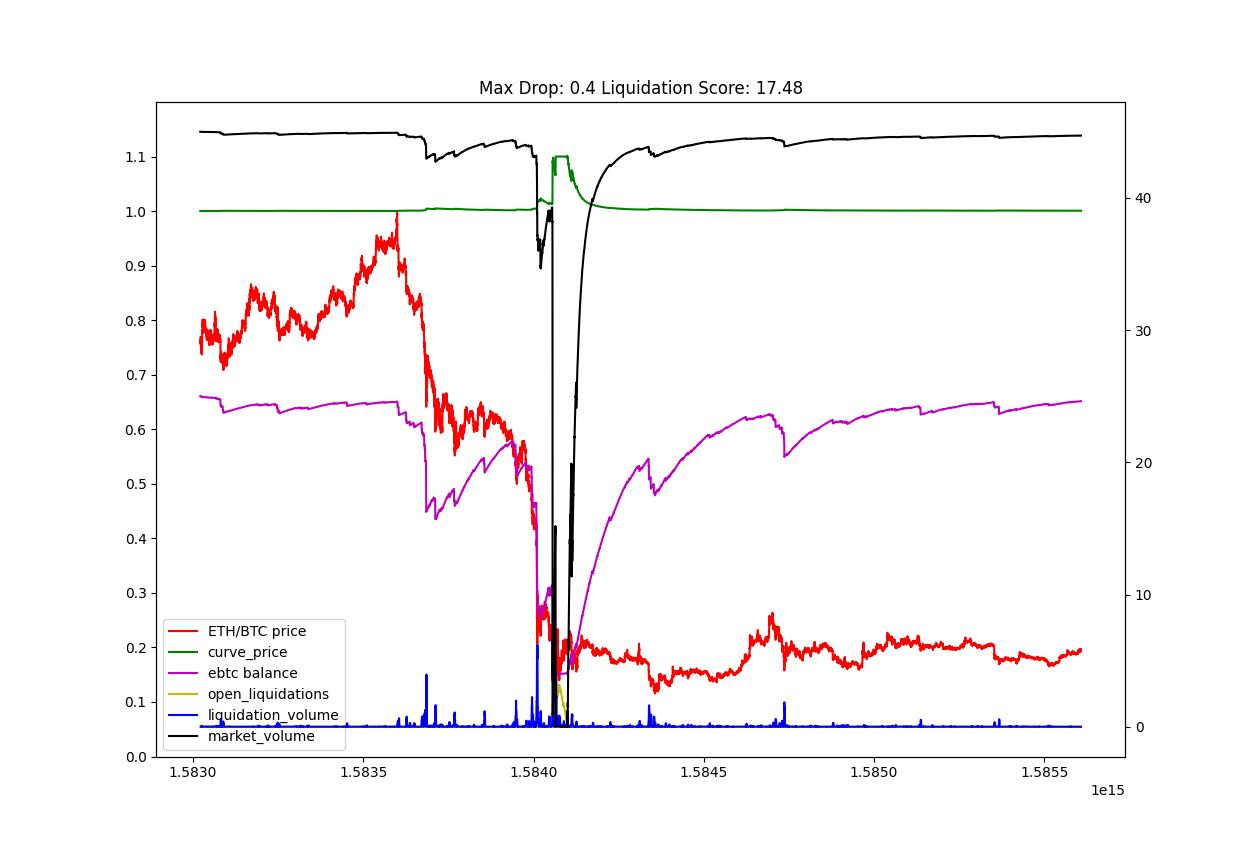 Max Drop: 0.4 Liquidation Score: 17.48
1.1
1.0
0.9
0.8
0.7
0.6
0.5
0.4
0.3
0.2
0.1
0.0
40
30
20
10
0
ETH/BTC price
curve_price
ebtc balance
open_liquidations
liquidation_volume
market_volume
1.5830 1.5835 1.5840 1.5845 1.5850 1.5855
1e15